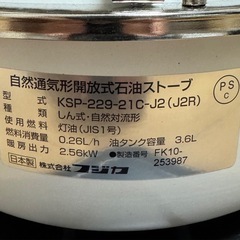 自然通気形開放式石油ストーブ
型式 KSP-229-21C-J2(J2R)
種類 しん式・自然対流形
使用燃料 灯油(JIS1号)
燃料消費量 0.26L/h 油タンク容量 3.6L
暖房出力 2.56kW ●製造番号 FK10-253987
日本製 株式会社フジカ
PSC